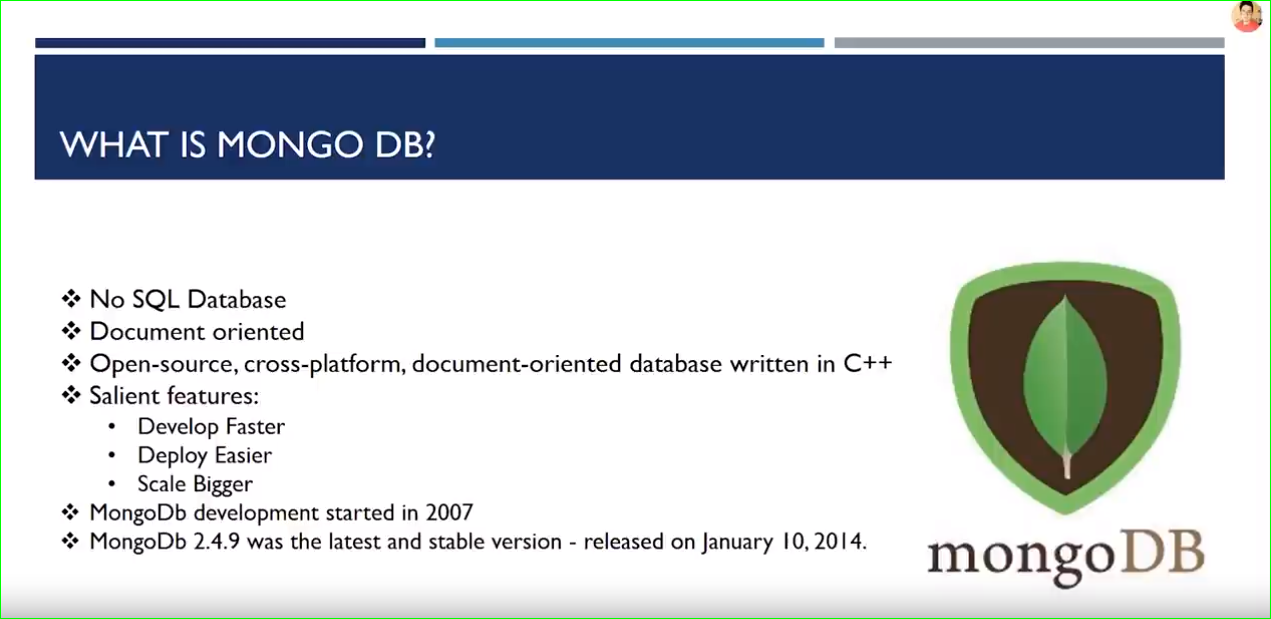 WHAT IS MONGO DB?
❖ No SQL Database
❖ Document oriented
❖ Open-source, cross-platform, document-oriented database written in C++
❖ Salient features:
• Develop Faster
• Deploy Easier
• Scale Bigger
❖ MongoDb development started in 2007
❖ MongoDb 2.4.9 was the latest and stable version - released on January 10, 2014.
mongoDB